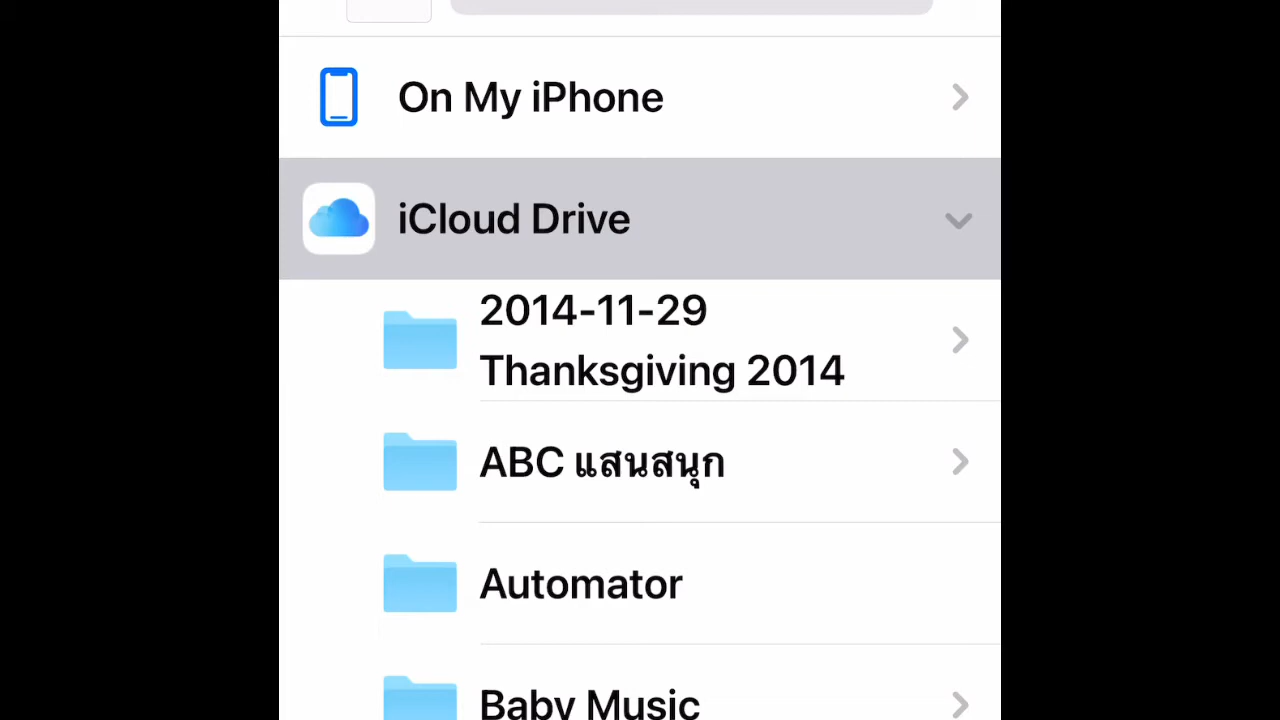 On My iPhone
iCloud Drive
2014-11-29
Thanksgiving 2014
ABC แสนสนุก
Automator
Baby Music